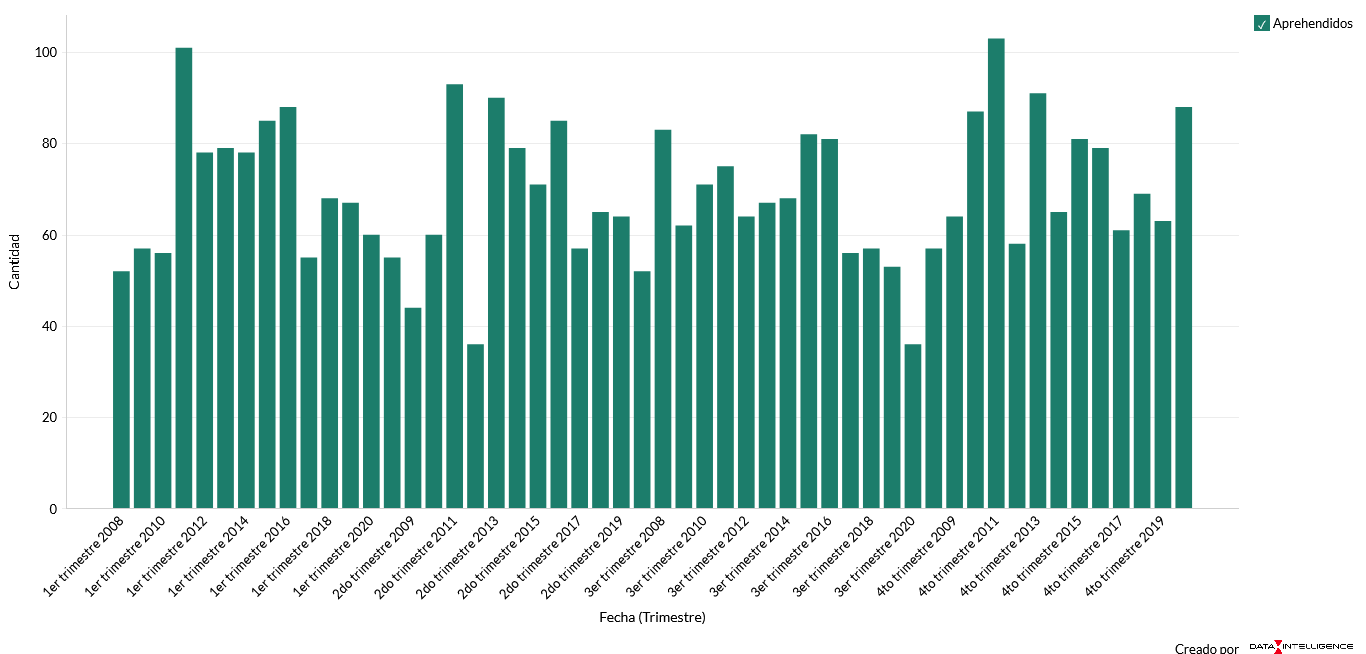 ✓ Aprehendidos
100
80
60
40
20
0
Cantidad
1er trimestre 2008
1er trimestre 2010
1er trimestre 2012
1er trimestre 2014
1er trimestre 2016
1er trimestre 2018
1er trimestre 2020
2do trimestre 2009
2do trimestre 2011
2do trimestre 2013
2do trimestre 2015
2do trimestre 2017
2do trimestre 2019
3er trimestre 2008
3er trimestre 2010
3er trimestre 2012
3er trimestre 2014
3er trimestre 2016
3er trimestre 2018
3er trimestre 2020
4to trimestre 2009
4to trimestre 2011
4to trimestre 2013
4to trimestre 2015
4to trimestre 2017
4to trimestre 2019
Fecha (Trimestre)
Creado por DATA INTELLIGENCE